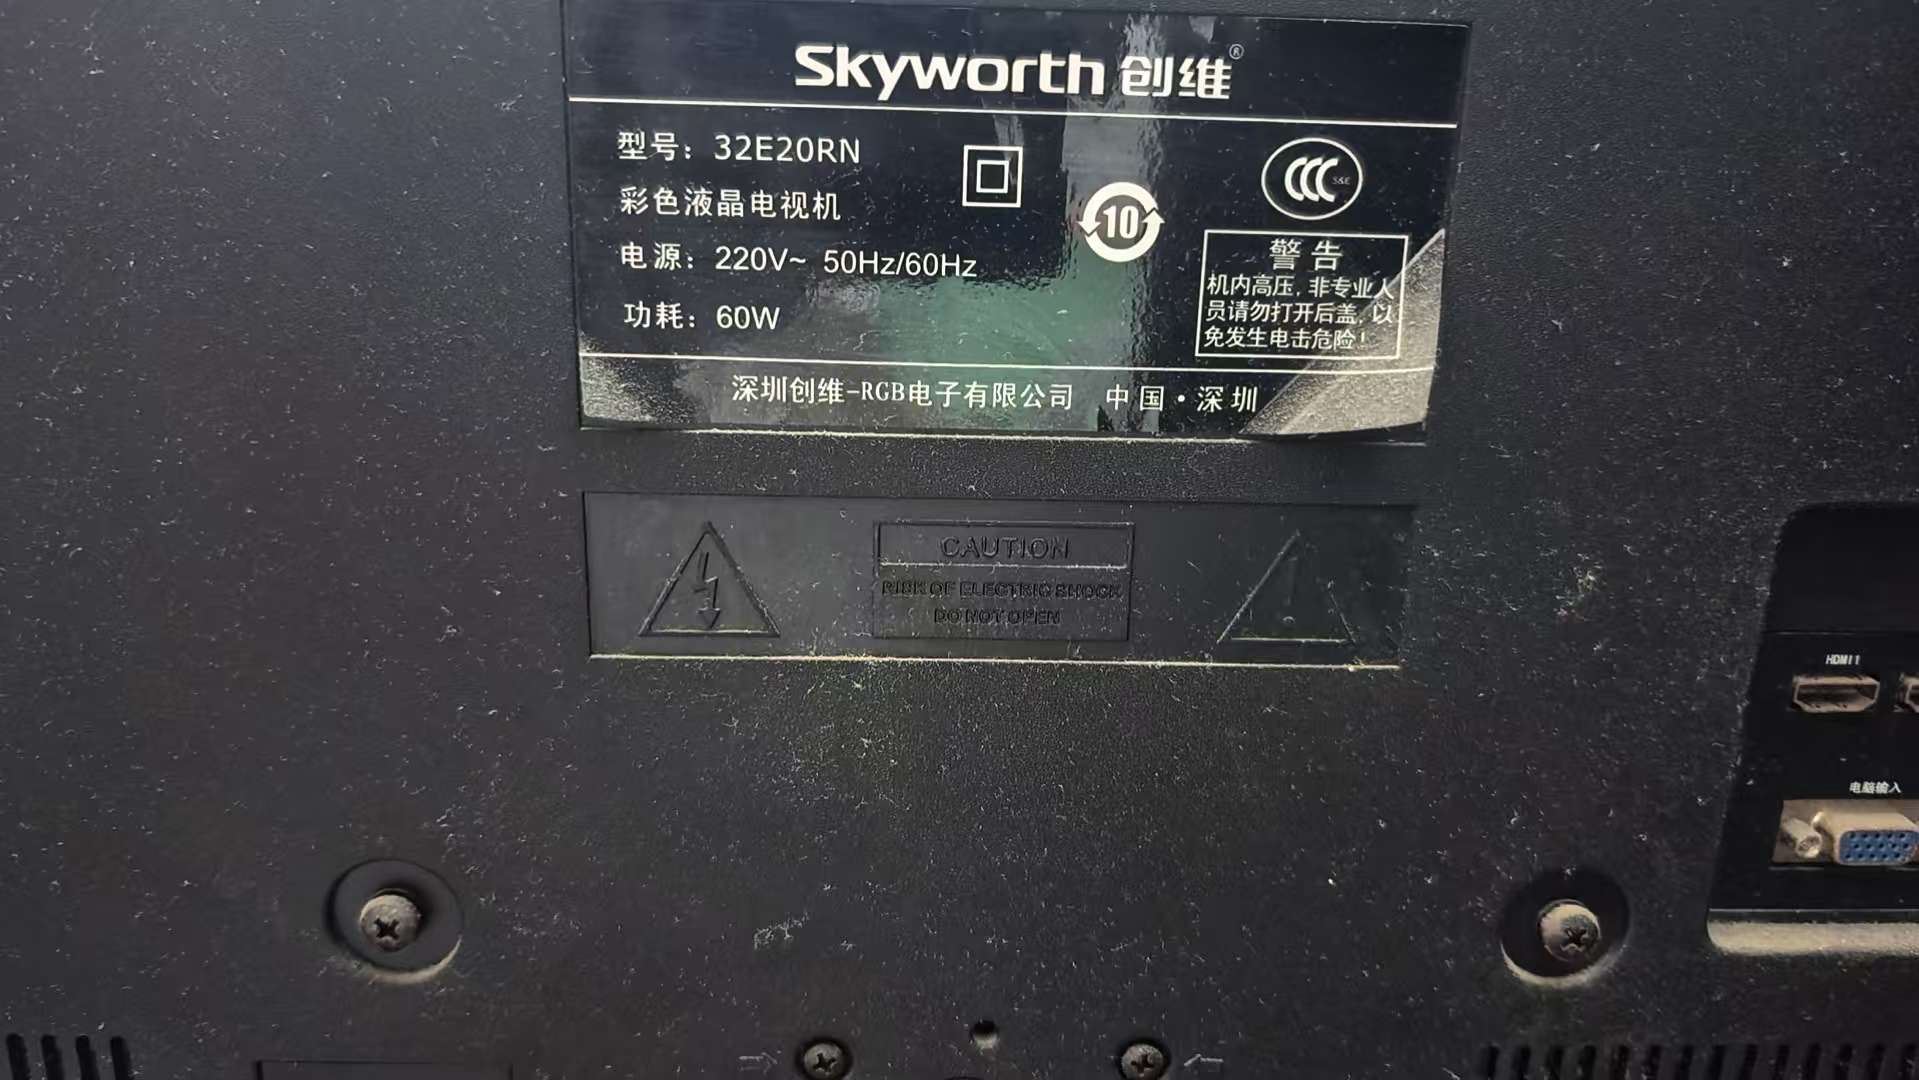 Skyworth 创维®
型号：32E20RN
彩色液晶电视机
电源：220V~ 50Hz/60Hz
功耗：60W
10
CCC S&E
警告
机内高压，非专业人
员请勿打开后盖，以
免发生电击危险！
深圳创维-RGB电子有限公司 中国·深圳
CAUTION
RISK OF ELECTRIC SHOCK
DO NOT OPEN
HDMI1
电脑输入